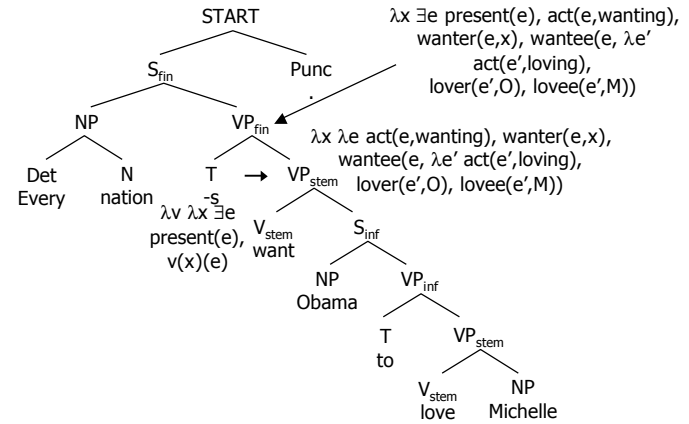 START
λx ∃e present(e), act(e,wanting),
wanter(e,x), wantee(e, λe’
act(e’,loving),
lover(e’,O), lovee(e’,M))
S_fin
Punc
.
NP
VP_fin
λx λe act(e,wanting), wanter(e,x),
wantee(e, λe’ act(e’,loving),
lover(e’,O), lovee(e’,M))
Det
Every
N
nation
T
-s
→
VP_stem
λv λx ∃e
present(e),
v(x)(e)
V_stem
want
S_inf
NP
Obama
VP_inf
T
to
VP_stem
V_stem
love
NP
Michelle